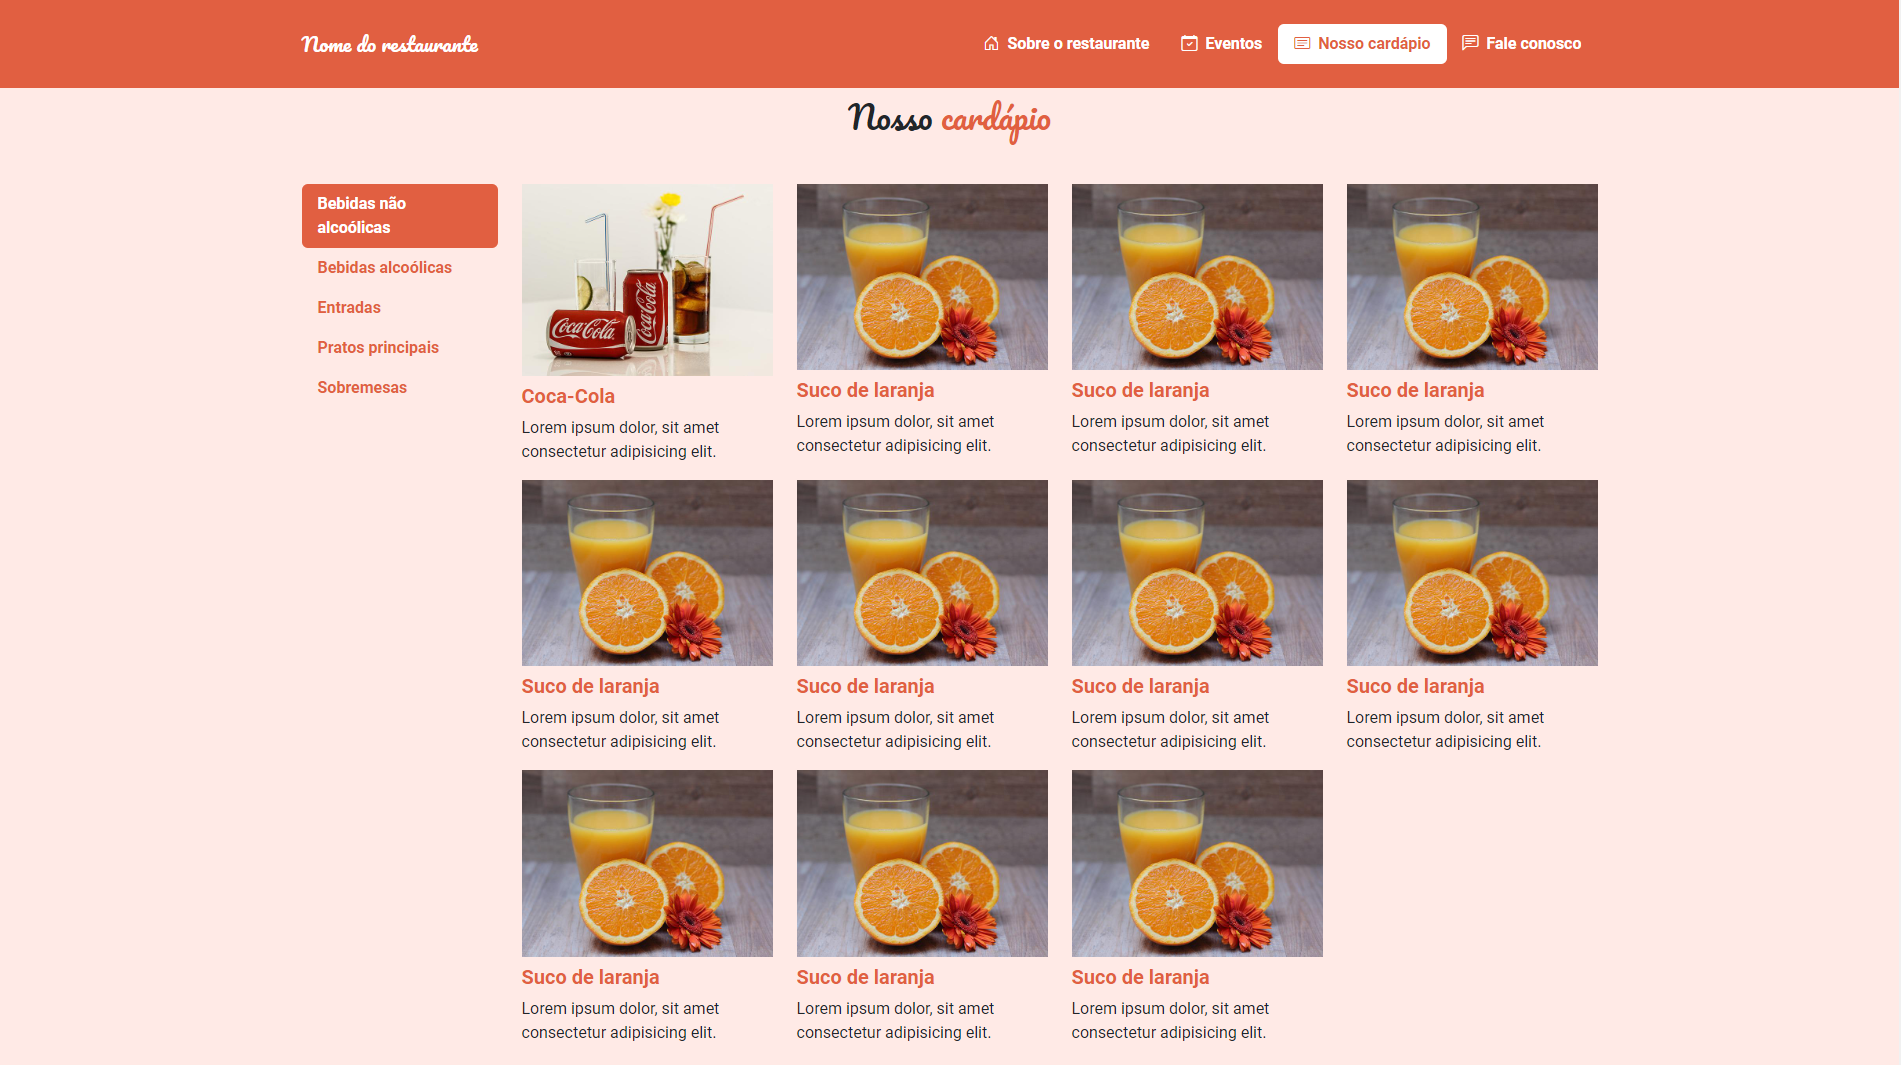 Nome do restaurante
Sobre o restaurante
Eventos
Nosso cardápio
Fale conosco
Nosso cardápio
Bebidas não
alcoólicas
Bebidas alcoólicas
Entradas
Pratos principais
Sobremesas
Coca-Cola
Coca-Cola
Coca-Cola
Lorem ipsum dolor, sit amet
consectetur adipisicing elit.
Suco de laranja
Lorem ipsum dolor, sit amet
consectetur adipisicing elit.
Suco de laranja
Lorem ipsum dolor, sit amet
consectetur adipisicing elit.
Suco de laranja
Lorem ipsum dolor, sit amet
consectetur adipisicing elit.
Suco de laranja
Lorem ipsum dolor, sit amet
consectetur adipisicing elit.
Suco de laranja
Lorem ipsum dolor, sit amet
consectetur adipisicing elit.
Suco de laranja
Lorem ipsum dolor, sit amet
consectetur adipisicing elit.
Suco de laranja
Lorem ipsum dolor, sit amet
consectetur adipisicing elit.
Suco de laranja
Lorem ipsum dolor, sit amet
consectetur adipisicing elit.
Suco de laranja
Lorem ipsum dolor, sit amet
consectetur adipisicing elit.
Suco de laranja
Lorem ipsum dolor, sit amet
consectetur adipisicing elit.